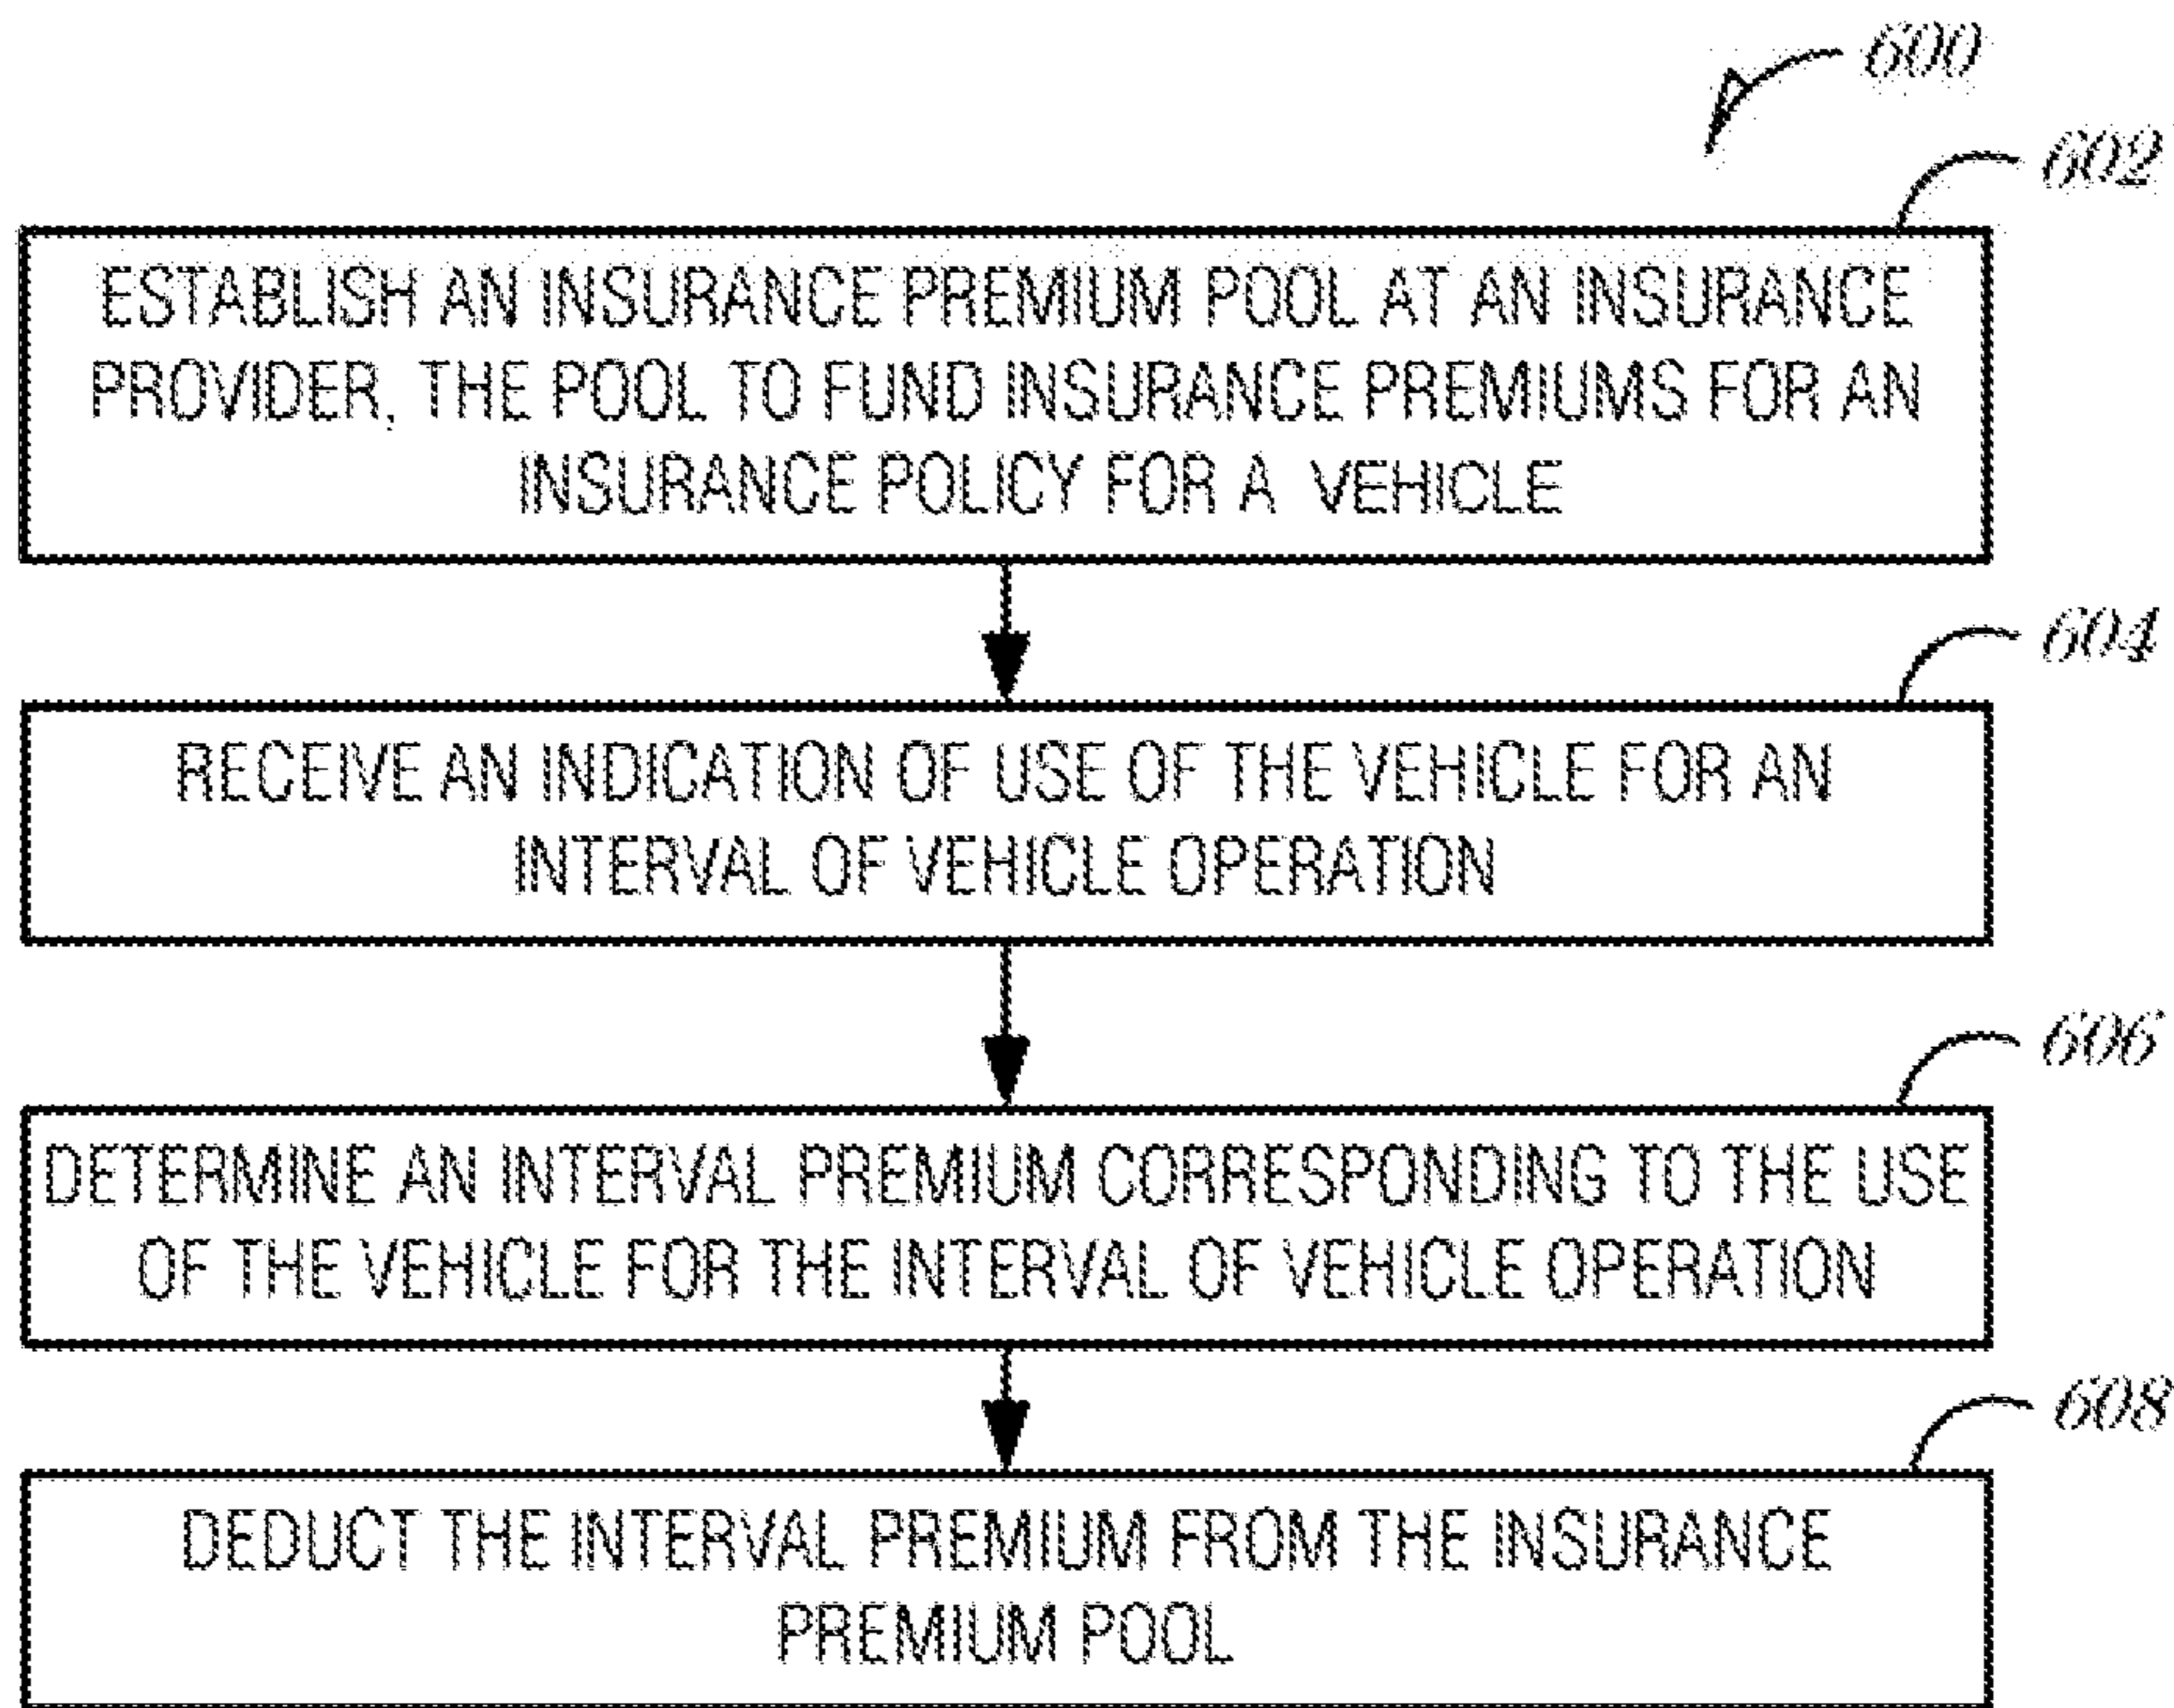 600
602
ESTABLISH AN INSURANCE PREMIUM POOL AT AN INSURANCE
PROVIDER, THE POOL TO FUND INSURANCE PREMIUMS FOR AN
INSURANCE POLICY FOR A VEHICLE
604
RECEIVE AN INDICATION OF USE OF THE VEHICLE FOR AN
INTERVAL OF VEHICLE OPERATION
606
DETERMINE AN INTERVAL PREMIUM CORRESPONDING TO THE USE
OF THE VEHICLE FOR THE INTERVAL OF VEHICLE OPERATION
608
DEDUCT THE INTERVAL PREMIUM FROM THE INSURANCE
PREMIUM POOL